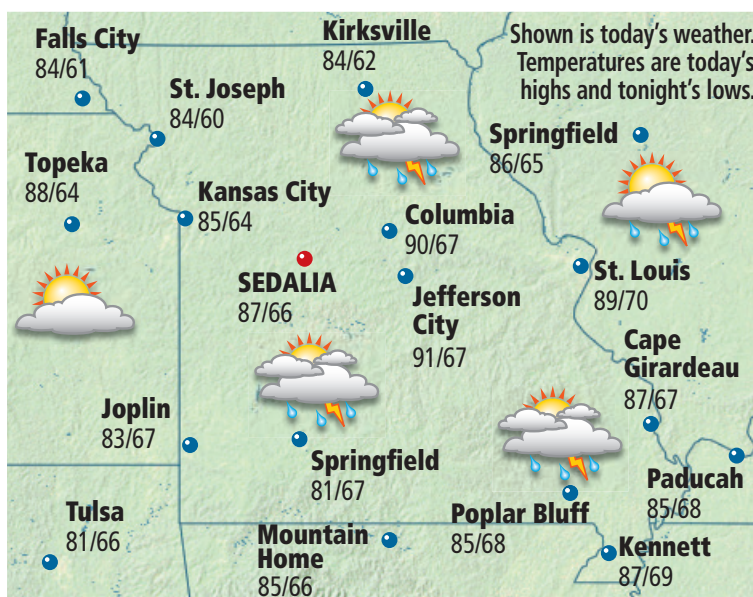 Falls City
84/61
Kirksville
84/62
Shown is today's weather.
Temperatures are today's
highs and tonight's lows.
St. Joseph
84/60
Springfield
86/65
Topeka
88/64
Kansas City
85/64
Columbia
90/67
SEDALIA
87/66
Jefferson
City
91/67
St. Louis
89/70
Cape
Girardeau
87/67
Joplin
83/67
Springfield
81/67
Paducah
85/68
Tulsa
81/66
Mountain
Home
85/66
Poplar Bluff
85/68
Kennett
87/69